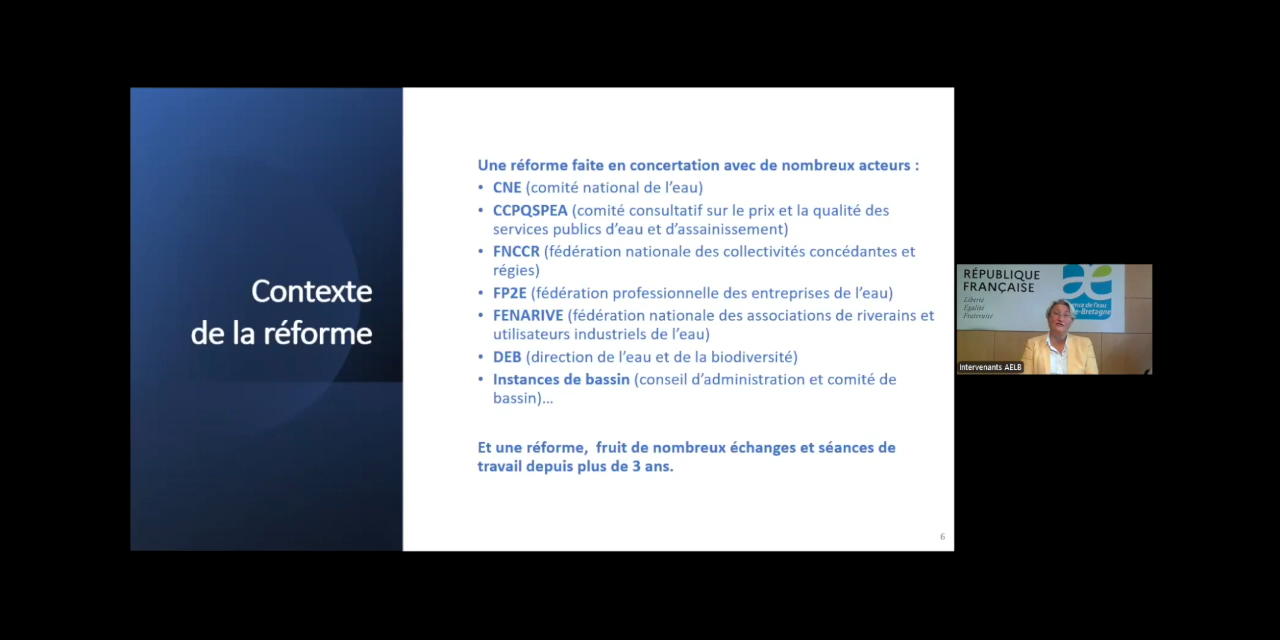 Contexte
de la réforme
Une réforme faite en concertation avec de nombreux acteurs :
• CNE (comité national de l'eau)
• CCPQSPEA (comité consultatif sur le prix et la qualité des
services publics d'eau et d'assainissement)
• FNCCR (fédération nationale des collectivités concédantes et
régies)
• FP2E (fédération professionnelle des entreprises de l'eau)
• FENARIVE (fédération nationale des associations de riverains et
utilisateurs industriels de l'eau)
• DEB (direction de l'eau et de la biodiversité)
• Instances de bassin (conseil d'administration et comité de
bassin)...
Et une réforme, fruit de nombreux échanges et séances de
travail depuis plus de 3 ans.
6
RÉPUBLIQUE
FRANÇAISE
Liberté
Égalité
Fraternité
de l'eau
-Bretagne
Intervenants AELB